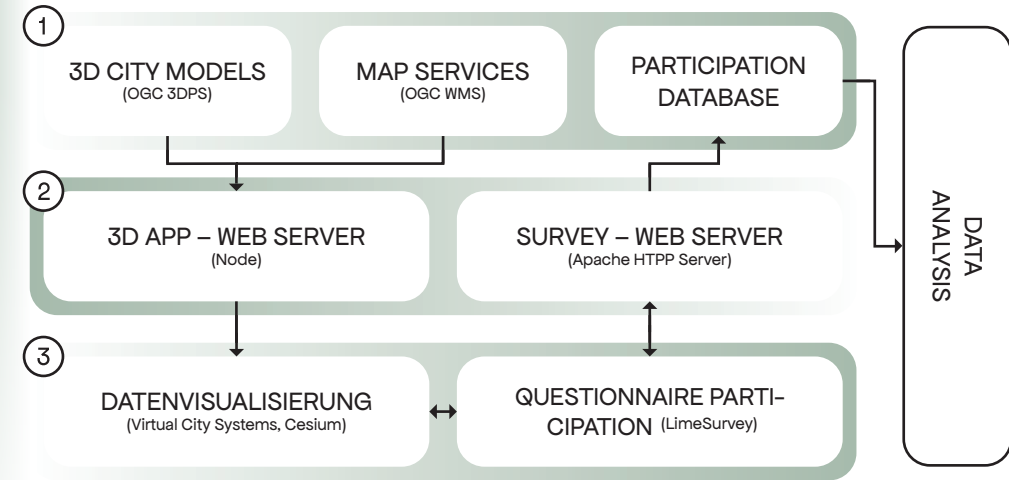 1
3D CITY MODELS
(OGC 3DPS)
MAP SERVICES
(OGC WMS)
PARTICIPATION
DATABASE
2
3D APP – WEB SERVER
(Node)
SURVEY – WEB SERVER
(Apache HTPP Server)
3
DATENVISUALISIERUNG
(Virtual City Systems, Cesium)
QUESTIONNAIRE PARTI-
CIPATION (LimeSurvey)
DATA
ANALYSIS